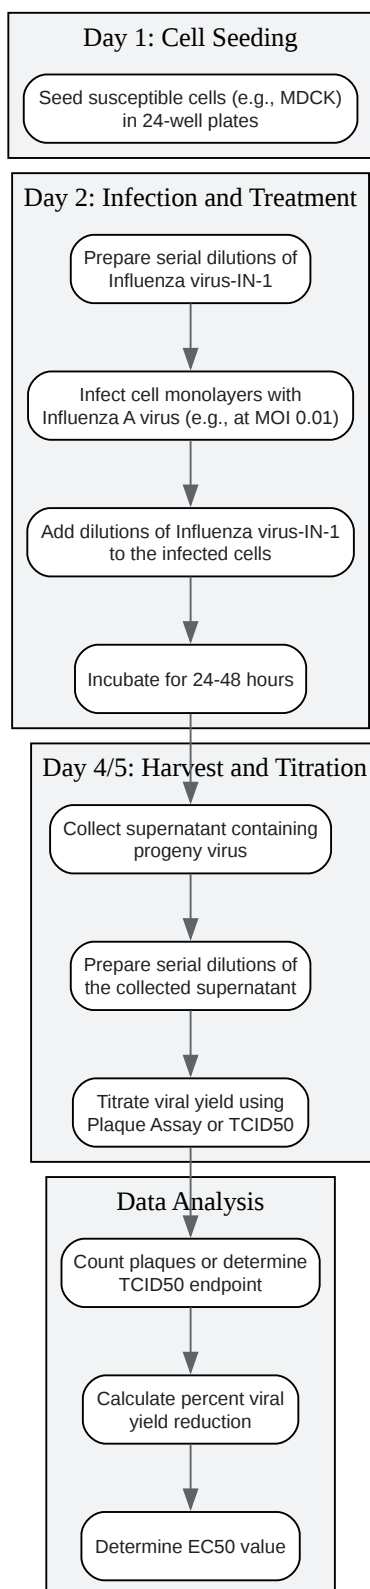 Day 1: Cell Seeding
Seed susceptible cells (e.g., MDCK)
in 24-well plates
Day 2: Infection and Treatment
Prepare serial dilutions of
Influenza virus-IN-1
Infect cell monolayers with
Influenza A virus (e.g., at MOI 0.01)
Add dilutions of Influenza virus-IN-1
to the infected cells
Incubate for 24-48 hours
Day 4/5: Harvest and Titration
Collect supernatant containing
progeny virus
Prepare serial dilutions of
the collected supernatant
Titrate viral yield using
Plaque Assay or TCID50
Data Analysis
Count plaques or determine
TCID50 endpoint
Calculate percent viral
yield reduction
Determine EC50 value